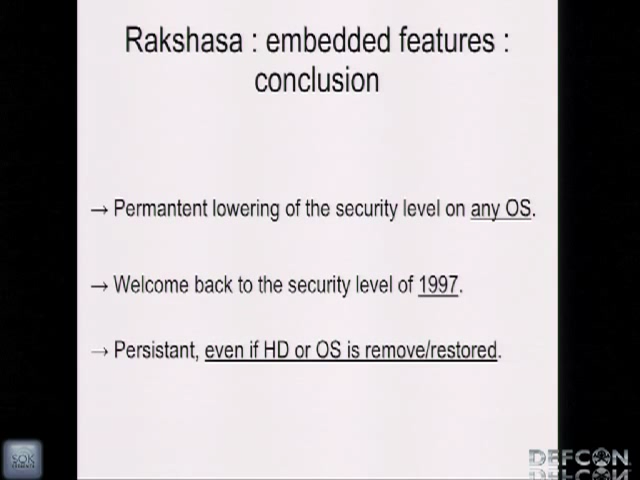 Rakshasa : embedded features :
conclusion
→ Permantent lowering of the security level on any OS.
→ Welcome back to the security level of 1997.
→ Persistant, even if HD or OS is remove/restored.
DEFCON